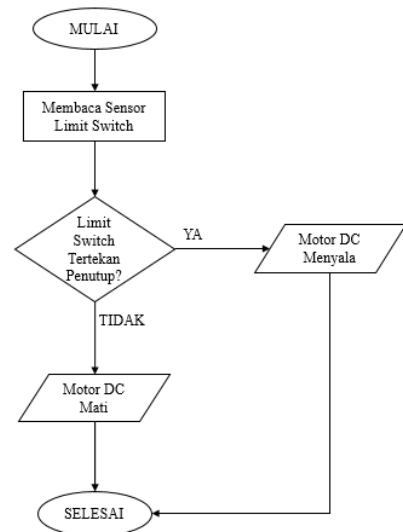 MULAI
Membaca Sensor
Limit Switch
Limit
Switch
Tertekan
Penutup?
YA
Motor DC
Menyala
TIDAK
Motor DC
Mati
SELESAI